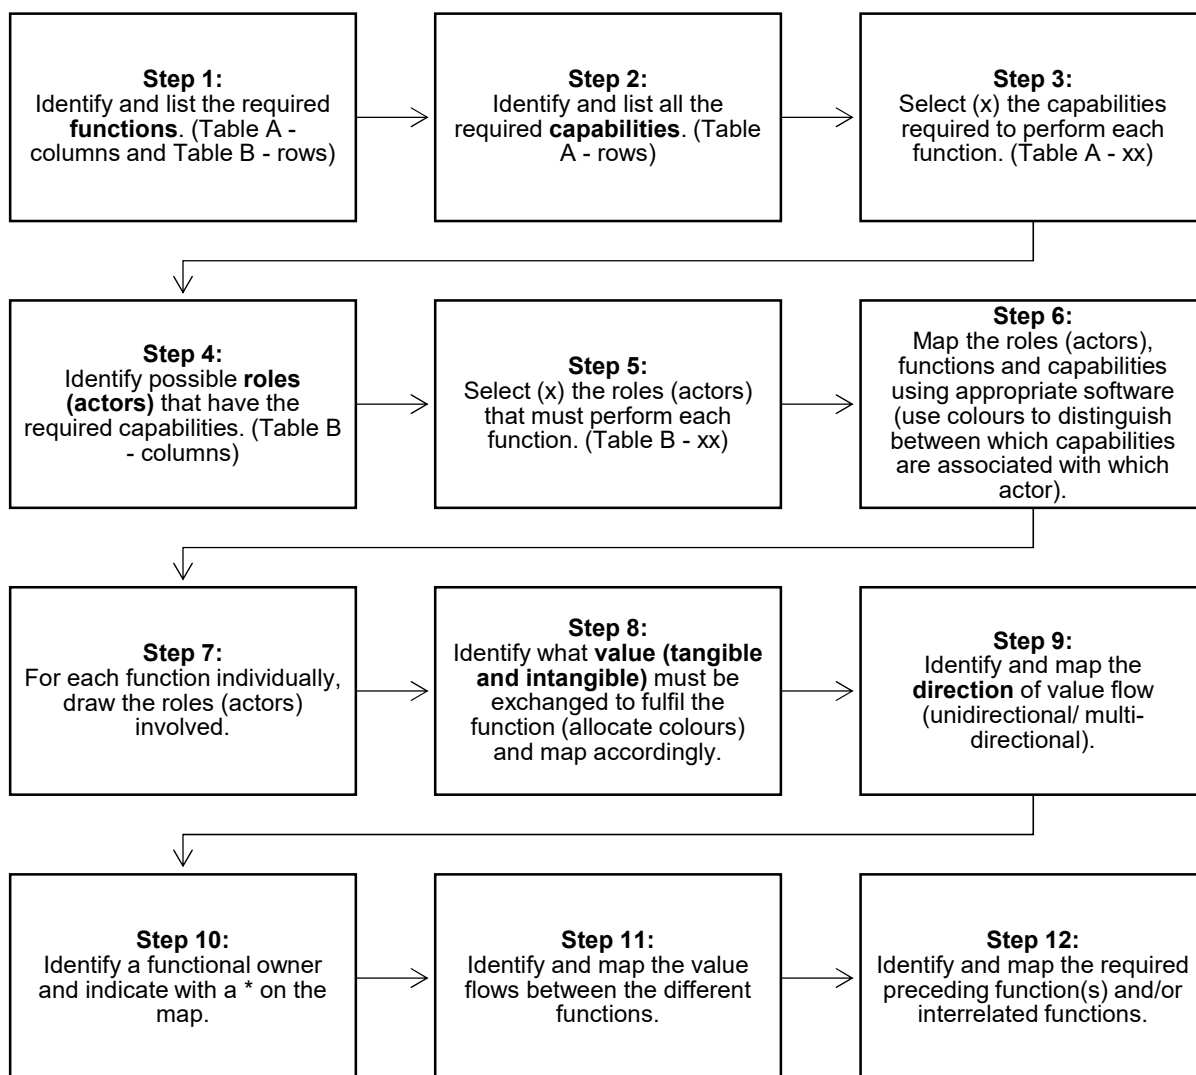 Step 1:
Identify and list the required
functions. (Table A -
columns and Table B - rows)
Step 2:
Identify and list all the
required capabilities. (Table
A - rows)
Step 3:
Select (x) the capabilities
required to perform each
function. (Table A - xx)
Step 4:
Identify possible roles
(actors) that have the
required capabilities. (Table B
- columns)
Step 5:
Select (x) the roles (actors)
that must perform each
function. (Table B - xx)
Step 6:
Map the roles (actors),
functions and capabilities
using appropriate software
(use colours to distinguish
between which capabilities
are associated with which
actor).
Step 7:
For each function individually,
draw the roles (actors)
involved.
Step 8:
Identify what value (tangible
and intangible) must be
exchanged to fulfil the
function (allocate colours)
and map accordingly.
Step 9:
Identify and map the
direction of value flow
(unidirectional/ multi-
directional).
Step 10:
Identify a functional owner
and indicate with a * on the
map.
Step 11:
Identify and map the value
flows between the different
functions.
Step 12:
Identify and map the required
preceding function(s) and/or
interrelated functions.